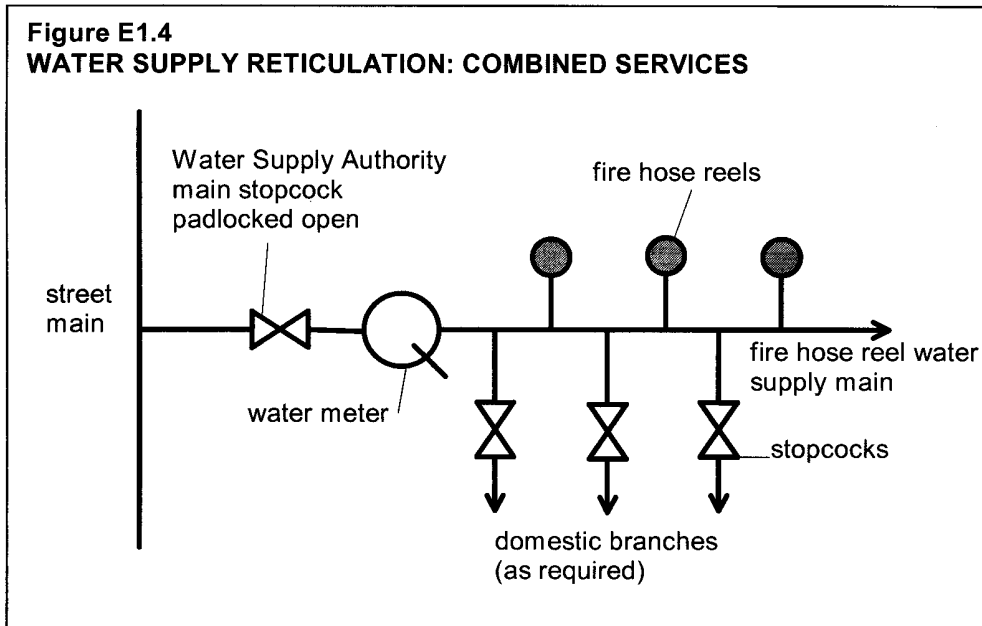 Figure E1.4
WATER SUPPLY RETICULATION: COMBINED SERVICES
Water Supply Authority
main stopcock
padlocked open
fire hose reels
street
main
fire hose reel water
supply main
water meter
stopcocks
domestic branches
(as required)